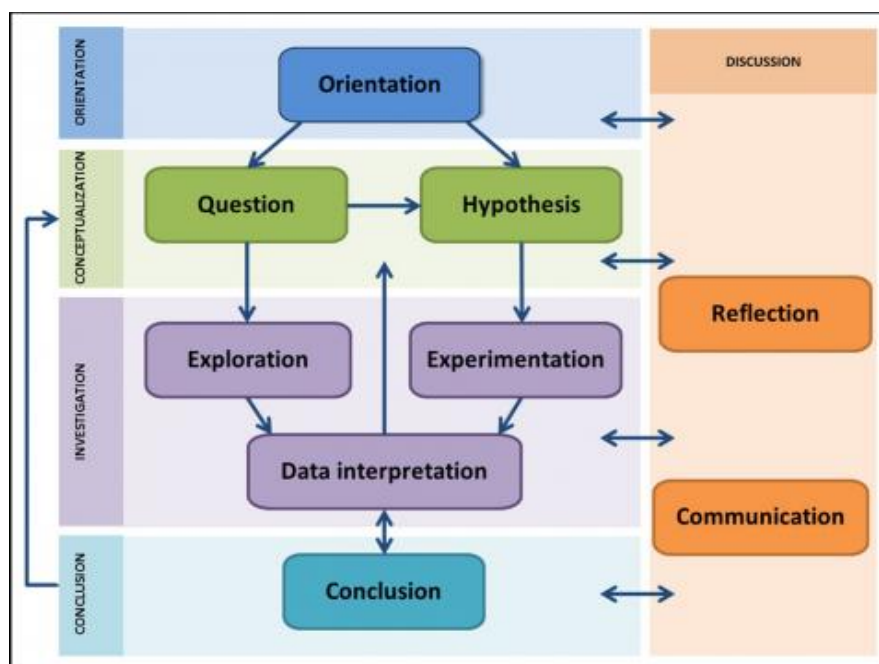 ORIENTATION
Orientation
DISCUSSION
CONCEPTUALIZATION
Question
Hypothesis
Reflection
INVESTIGATION
Exploration
Experimentation
Data interpretation
Communication
CONCLUSION
Conclusion